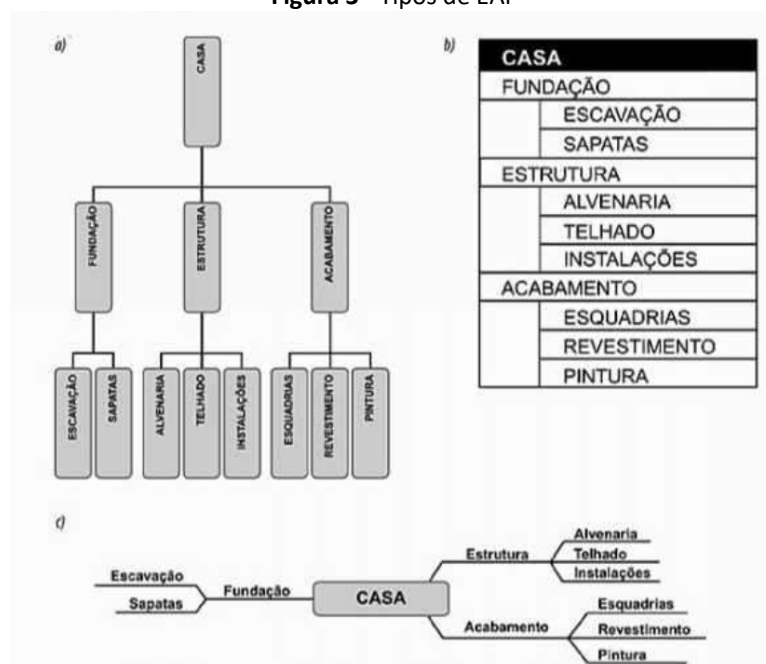 Figura 3 - Tipos de EAP
a)
CASA
FUNDAÇÃO
ESTRUTURA
ACABAMENTO
ESCAVAÇÃO
SAPATAS
ALVENARIA
TELHADO
INSTALAÇÕES
ESQUADRIAS
REVESTIMENTO
PINTURA
b)
CASA
FUNDAÇÃO
ESCAVAÇÃO
SAPATAS
ESTRUTURA
ALVENARIA
TELHADO
INSTALAÇÕES
ACABAMENTO
ESQUADRIAS
REVESTIMENTO
PINTURA
c)
Escavação
Sapatas
Fundação
CASA
Estrutura
Alvenaria
Telhado
Instalações
Acabamento
Esquadrias
Revestimento
Pintura